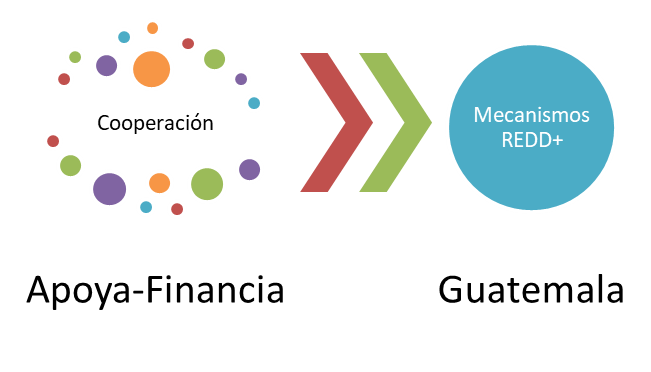 Cooperación
Mecanismos
REDD+
Apoya-Financia
Guatemala